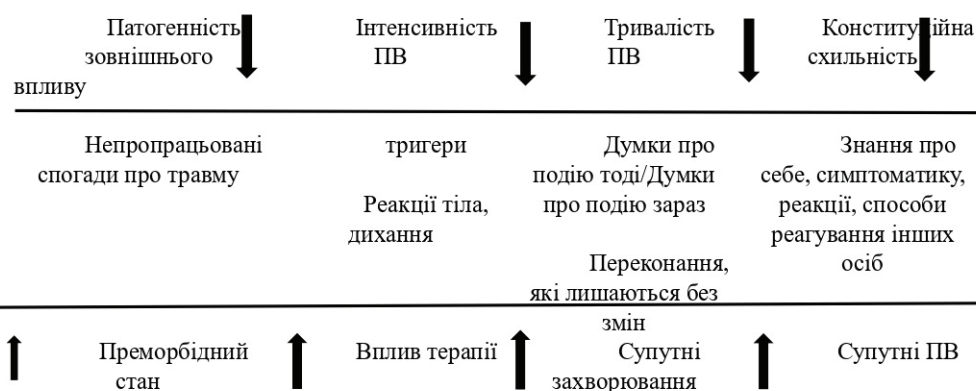 Патогенність
зовнішнього
впливу
Інтенсивність
ПВ
Тривалість
ПВ
Конституційна
схильність
Непропрацьовані
спогади про травму
тригери
Реакції тіла,
дихання
Думки про
подію тоді/Думки
про подію зараз
Переконання,
які лишаються без
змін
Знання про
себе, симптоматику,
реакції, способи
реагування інших
осіб
Преморбідний
стан
Вплив терапії
Супутні
захворювання
Супутні ПВ